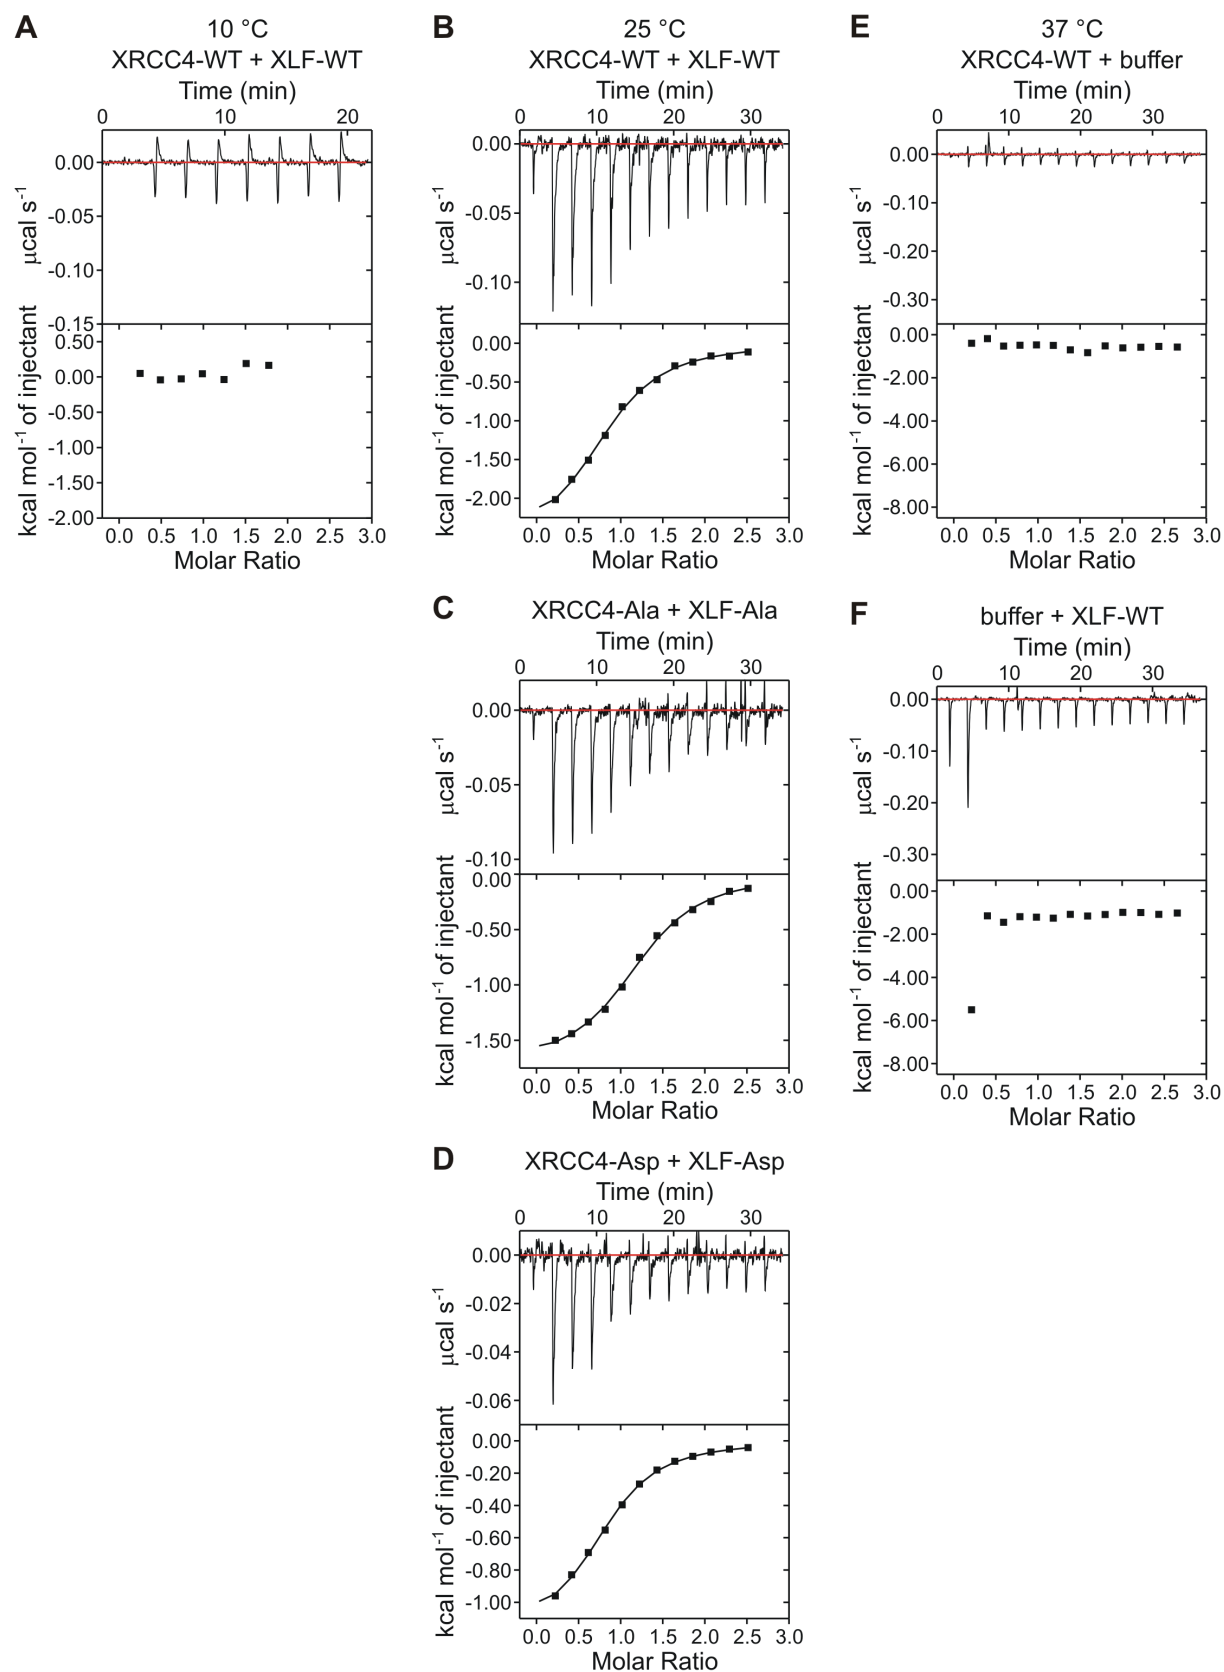 A
10 °C
XRCC4-WT + XLF-WT
Time (min)
0 10 20
0.00
-0.05
-0.10
-0.15
µcal s-1
0.50
0.00
-0.50
-1.00
-1.50
-2.00
kcal mol-1 of injectant
0.0 0.5 1.0 1.5 2.0 2.5 3.0
Molar Ratio
B
25 °C
XRCC4-WT + XLF-WT
Time (min)
0 10 20 30
0.00
-0.05
-0.10
µcal s-1
0.00
-0.50
-1.00
-1.50
-2.00
kcal mol-1 of injectant
0.0 0.5 1.0 1.5 2.0 2.5 3.0
Molar Ratio
E
37 °C
XRCC4-WT + buffer
Time (min)
0 10 20 30
0.00
-0.10
-0.20
-0.30
µcal s-1
0.00
-2.00
-4.00
-6.00
-8.00
kcal mol-1 of injectant
0.0 0.5 1.0 1.5 2.0 2.5 3.0
Molar Ratio
C
XRCC4-Ala + XLF-Ala
Time (min)
0 10 20 30
0.00
-0.05
-0.10
µcal s-1
0.00
-0.50
-1.00
-1.50
kcal mol-1 of injectant
0.0 0.5 1.0 1.5 2.0 2.5 3.0
Molar Ratio
F
buffer + XLF-WT
Time (min)
0 10 20 30
0.00
-0.10
-0.20
-0.30
µcal s-1
0.00
-2.00
-4.00
-6.00
-8.00
kcal mol-1 of injectant
0.0 0.5 1.0 1.5 2.0 2.5 3.0
Molar Ratio
D
XRCC4-Asp + XLF-Asp
Time (min)
0 10 20 30
0.00
-0.02
-0.04
-0.06
µcal s-1
0.00
-0.20
-0.40
-0.60
-0.80
-1.00
kcal mol-1 of injectant
0.0 0.5 1.0 1.5 2.0 2.5 3.0
Molar Ratio